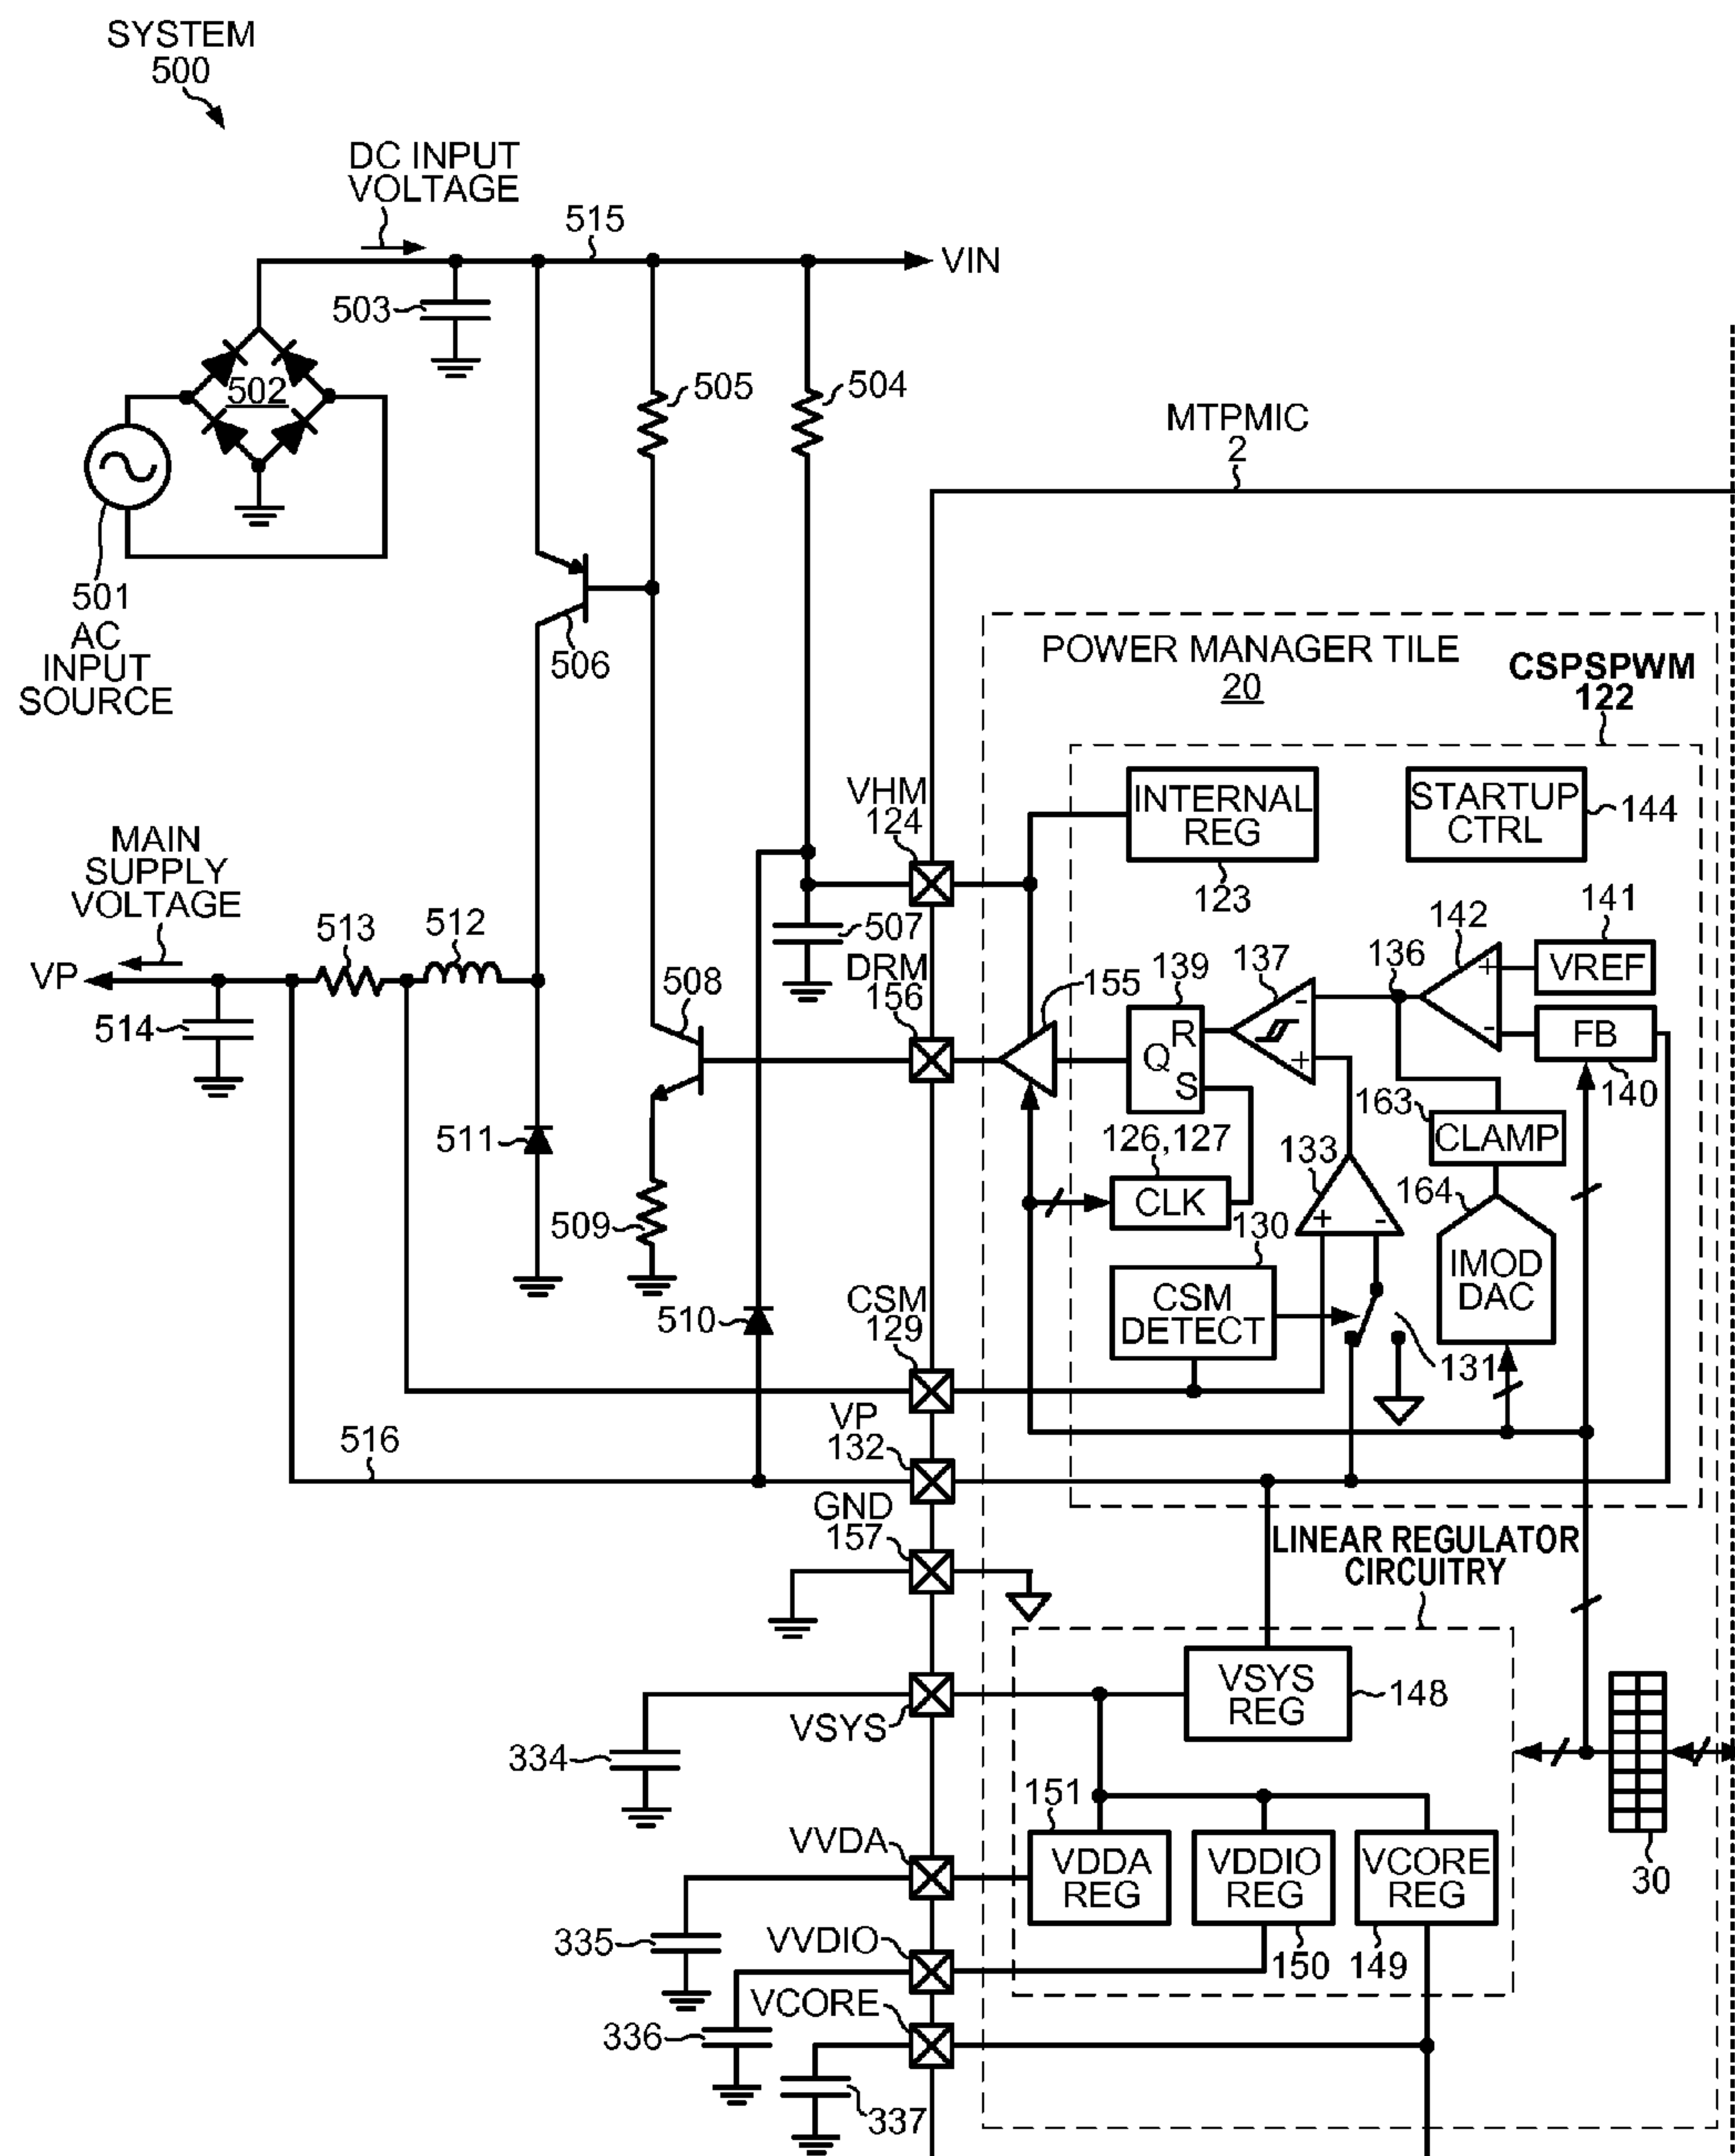 SYSTEM
500
DC INPUT
VOLTAGE
515
VIN
503
502
505
504
MTPMIC
2
501
AC
INPUT
SOURCE
506
POWER MANAGER TILE
20
CSPSPWM
122
VHM
124
INTERNAL
REG
123
STARTUP
CTRL
144
MAIN
SUPPLY
VOLTAGE
513
512
507
VP
514
DRM
156
508
155
139
137
136
142
141
VREF
FB
140
Q
R
S
-
+
+
-
163
CLAMP
511
509
126,127
CLK
133
164
130
+
-
IMOD
DAC
CSM
DETECT
131
510
CSM
129
VP
132
516
GND
157
LINEAR REGULATOR
CIRCUITRY
VSYS
REG
148
VSYS
334
151
VDDA
REG
VDDIO
REG
VCORE
REG
30
VVDA
335
150
149
VVDIO
336
VCORE
337